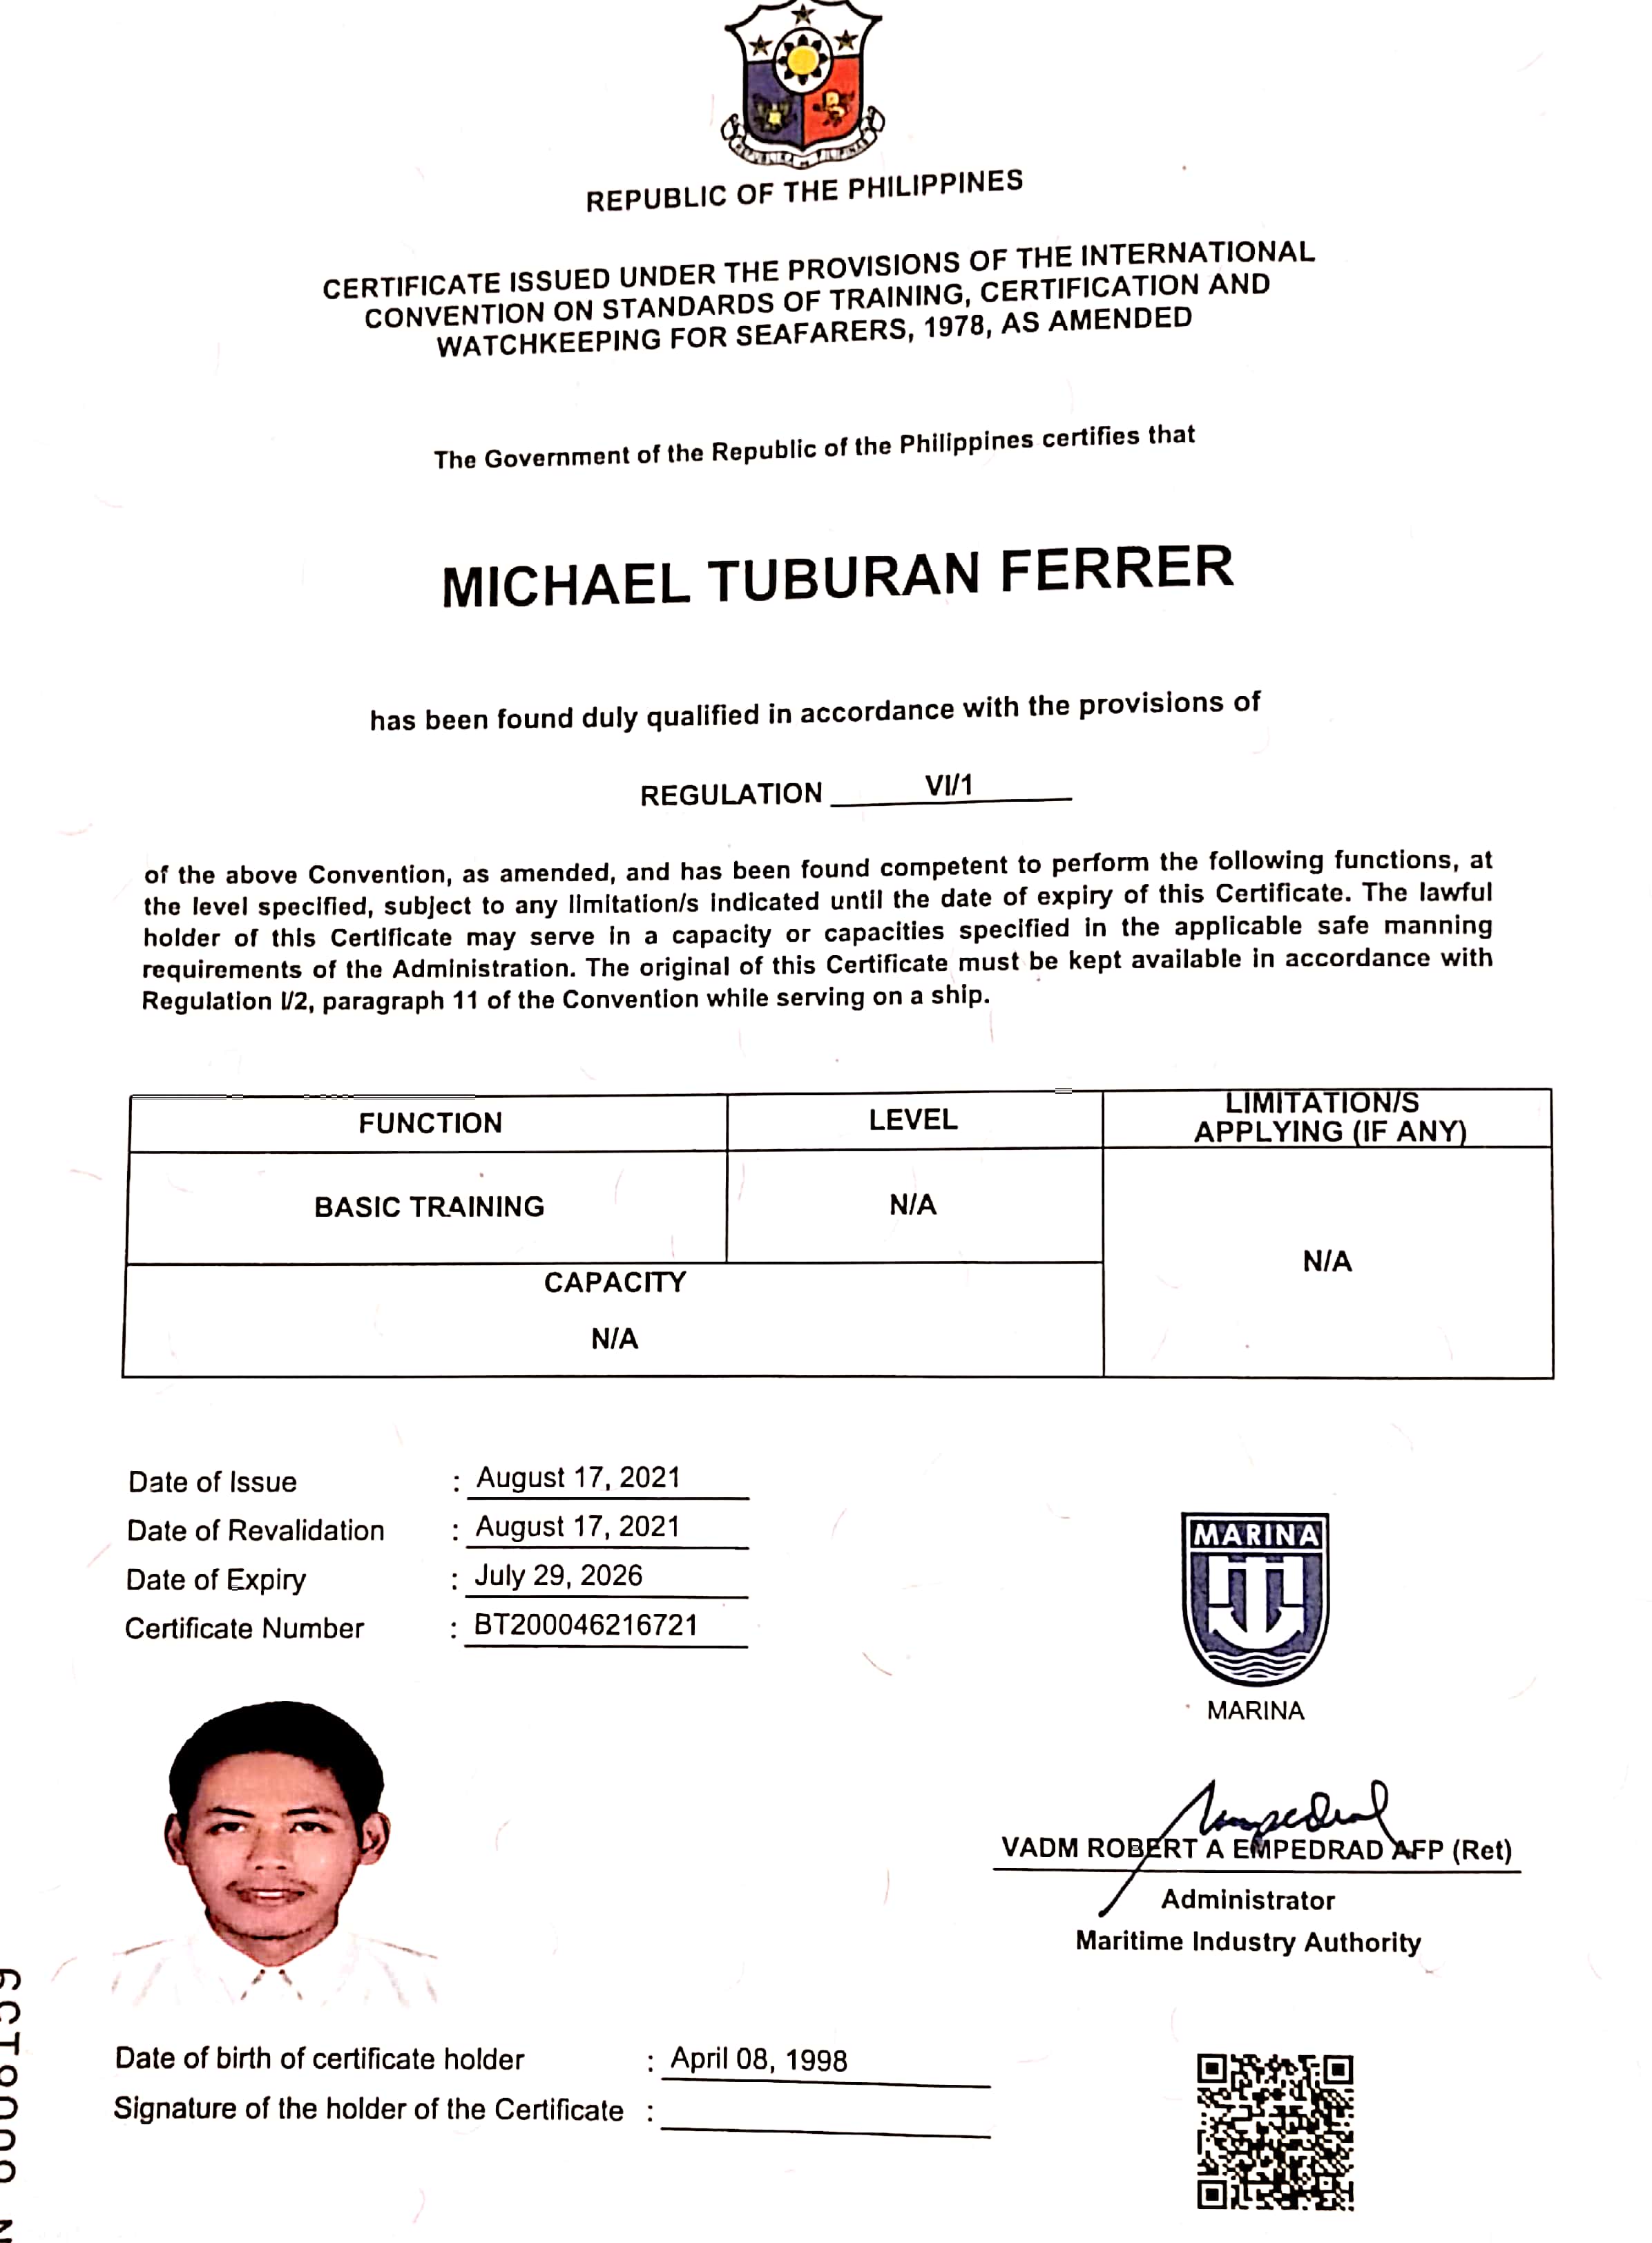 REPUBLIC OF THE PHILIPPINES
CERTIFICATE ISSUED UNDER THE PROVISIONS OF THE INTERNATIONAL
CONVENTION ON STANDARDS OF TRAINING, CERTIFICATION AND
WATCHKEEPING FOR SEAFARERS, 1978, AS AMENDED
The Government of the Republic of the Philippines certifies that
MICHAEL TUBURAN FERRER
has been found duly qualified in accordance with the provisions of
REGULATION VI/1
of the above Convention, as amended, and has been found competent to perform the following functions, at
the level specified, subject to any limitation/s indicated until the date of expiry of this Certificate. The lawful
holder of this Certificate may serve in a capacity or capacities specified in the applicable safe manning
requirements of the Administration. The original of this Certificate must be kept available in accordance with
Regulation I/2, paragraph 11 of the Convention while serving on a ship.
FUNCTION LEVEL LIMITATION/S
APPLYING (IF ANY)
BASIC TRAINING N/A N/A
CAPACITY
N/A
Date of Issue : August 17, 2021
Date of Revalidation : August 17, 2021
Date of Expiry : July 29, 2026
Certificate Number : BT200046216721
MARINA
MARINA
VADM ROBERT A EMPEDRAD AFP (Ret)
Administrator
Maritime Industry Authority
Date of birth of certificate holder : April 08, 1998
Signature of the holder of the Certificate :